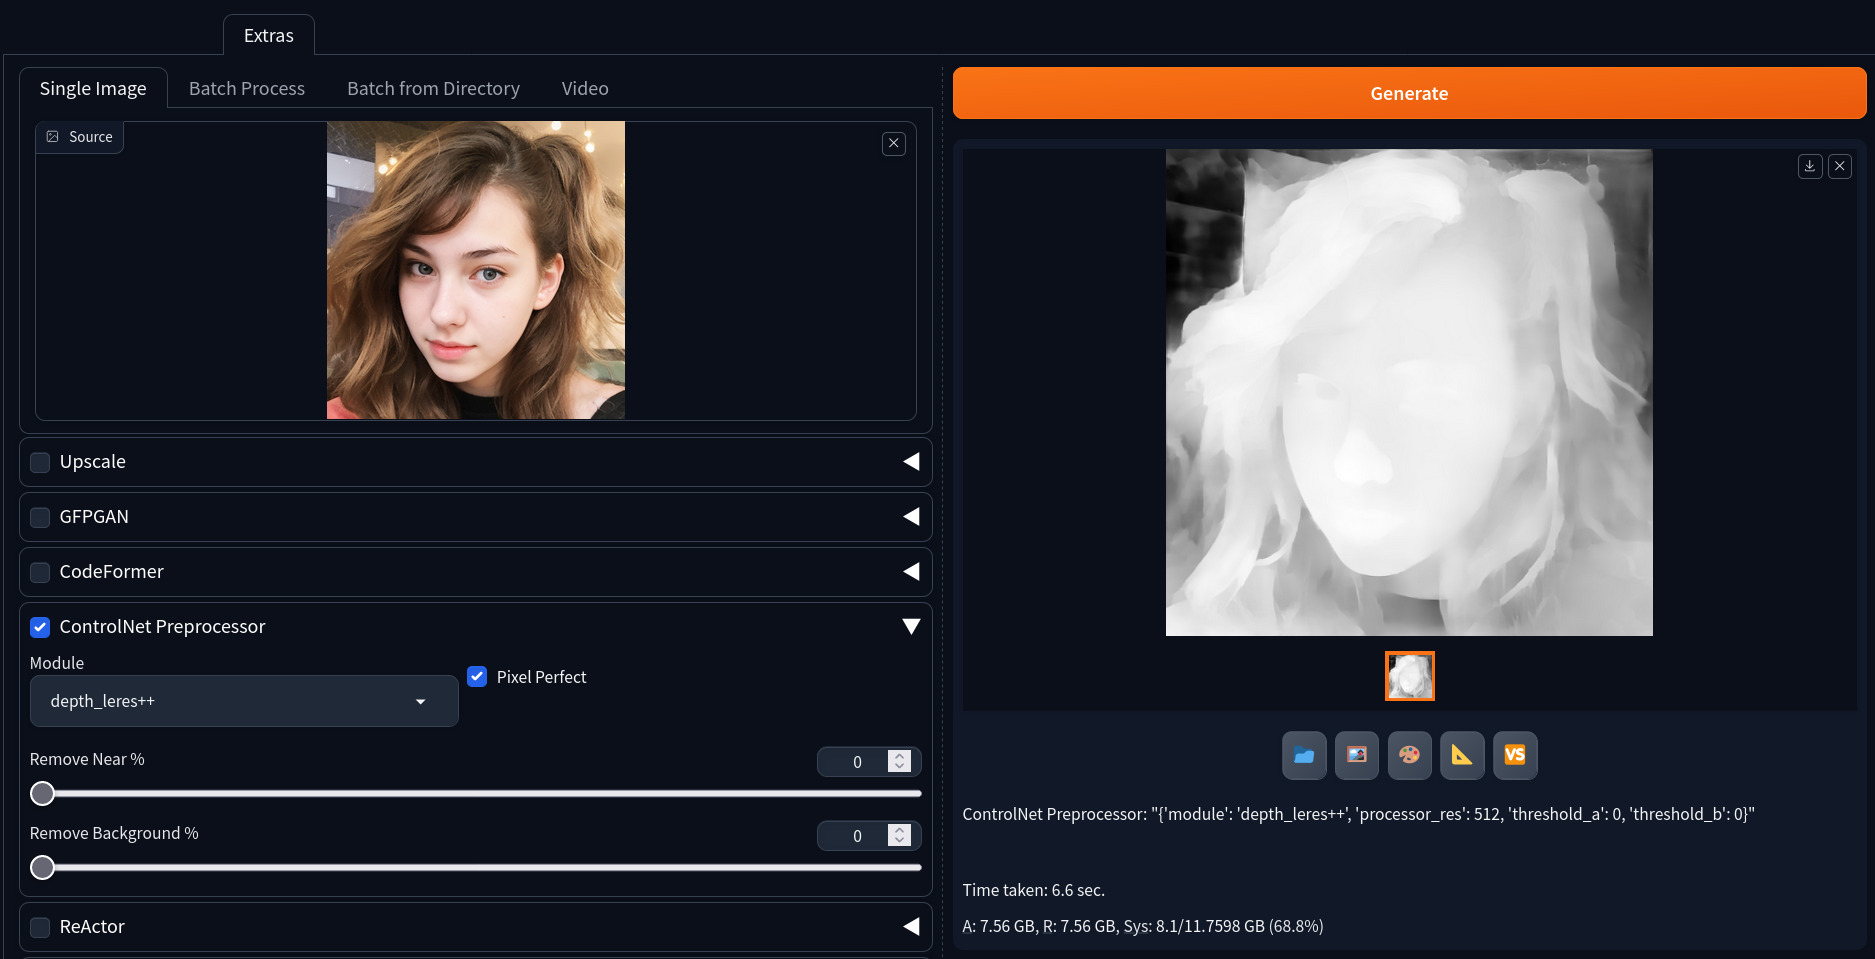 Extras
Single Image
Batch Process
Batch from Directory
Video
Source
Upscale
GFPGAN
CodeFormer
ControlNet Preprocessor
Module
depth_leres++
Pixel Perfect
Remove Near %
0
Remove Background %
0
ReActor
Generate
VS
ControlNet Preprocessor: "{'module': 'depth_leres++', 'processor_res': 512, 'threshold_a': 0, 'threshold_b': 0}"
Time taken: 6.6 sec.
A: 7.56 GB, R: 7.56 GB, Sys: 8.1/11.7598 GB (68.8%)